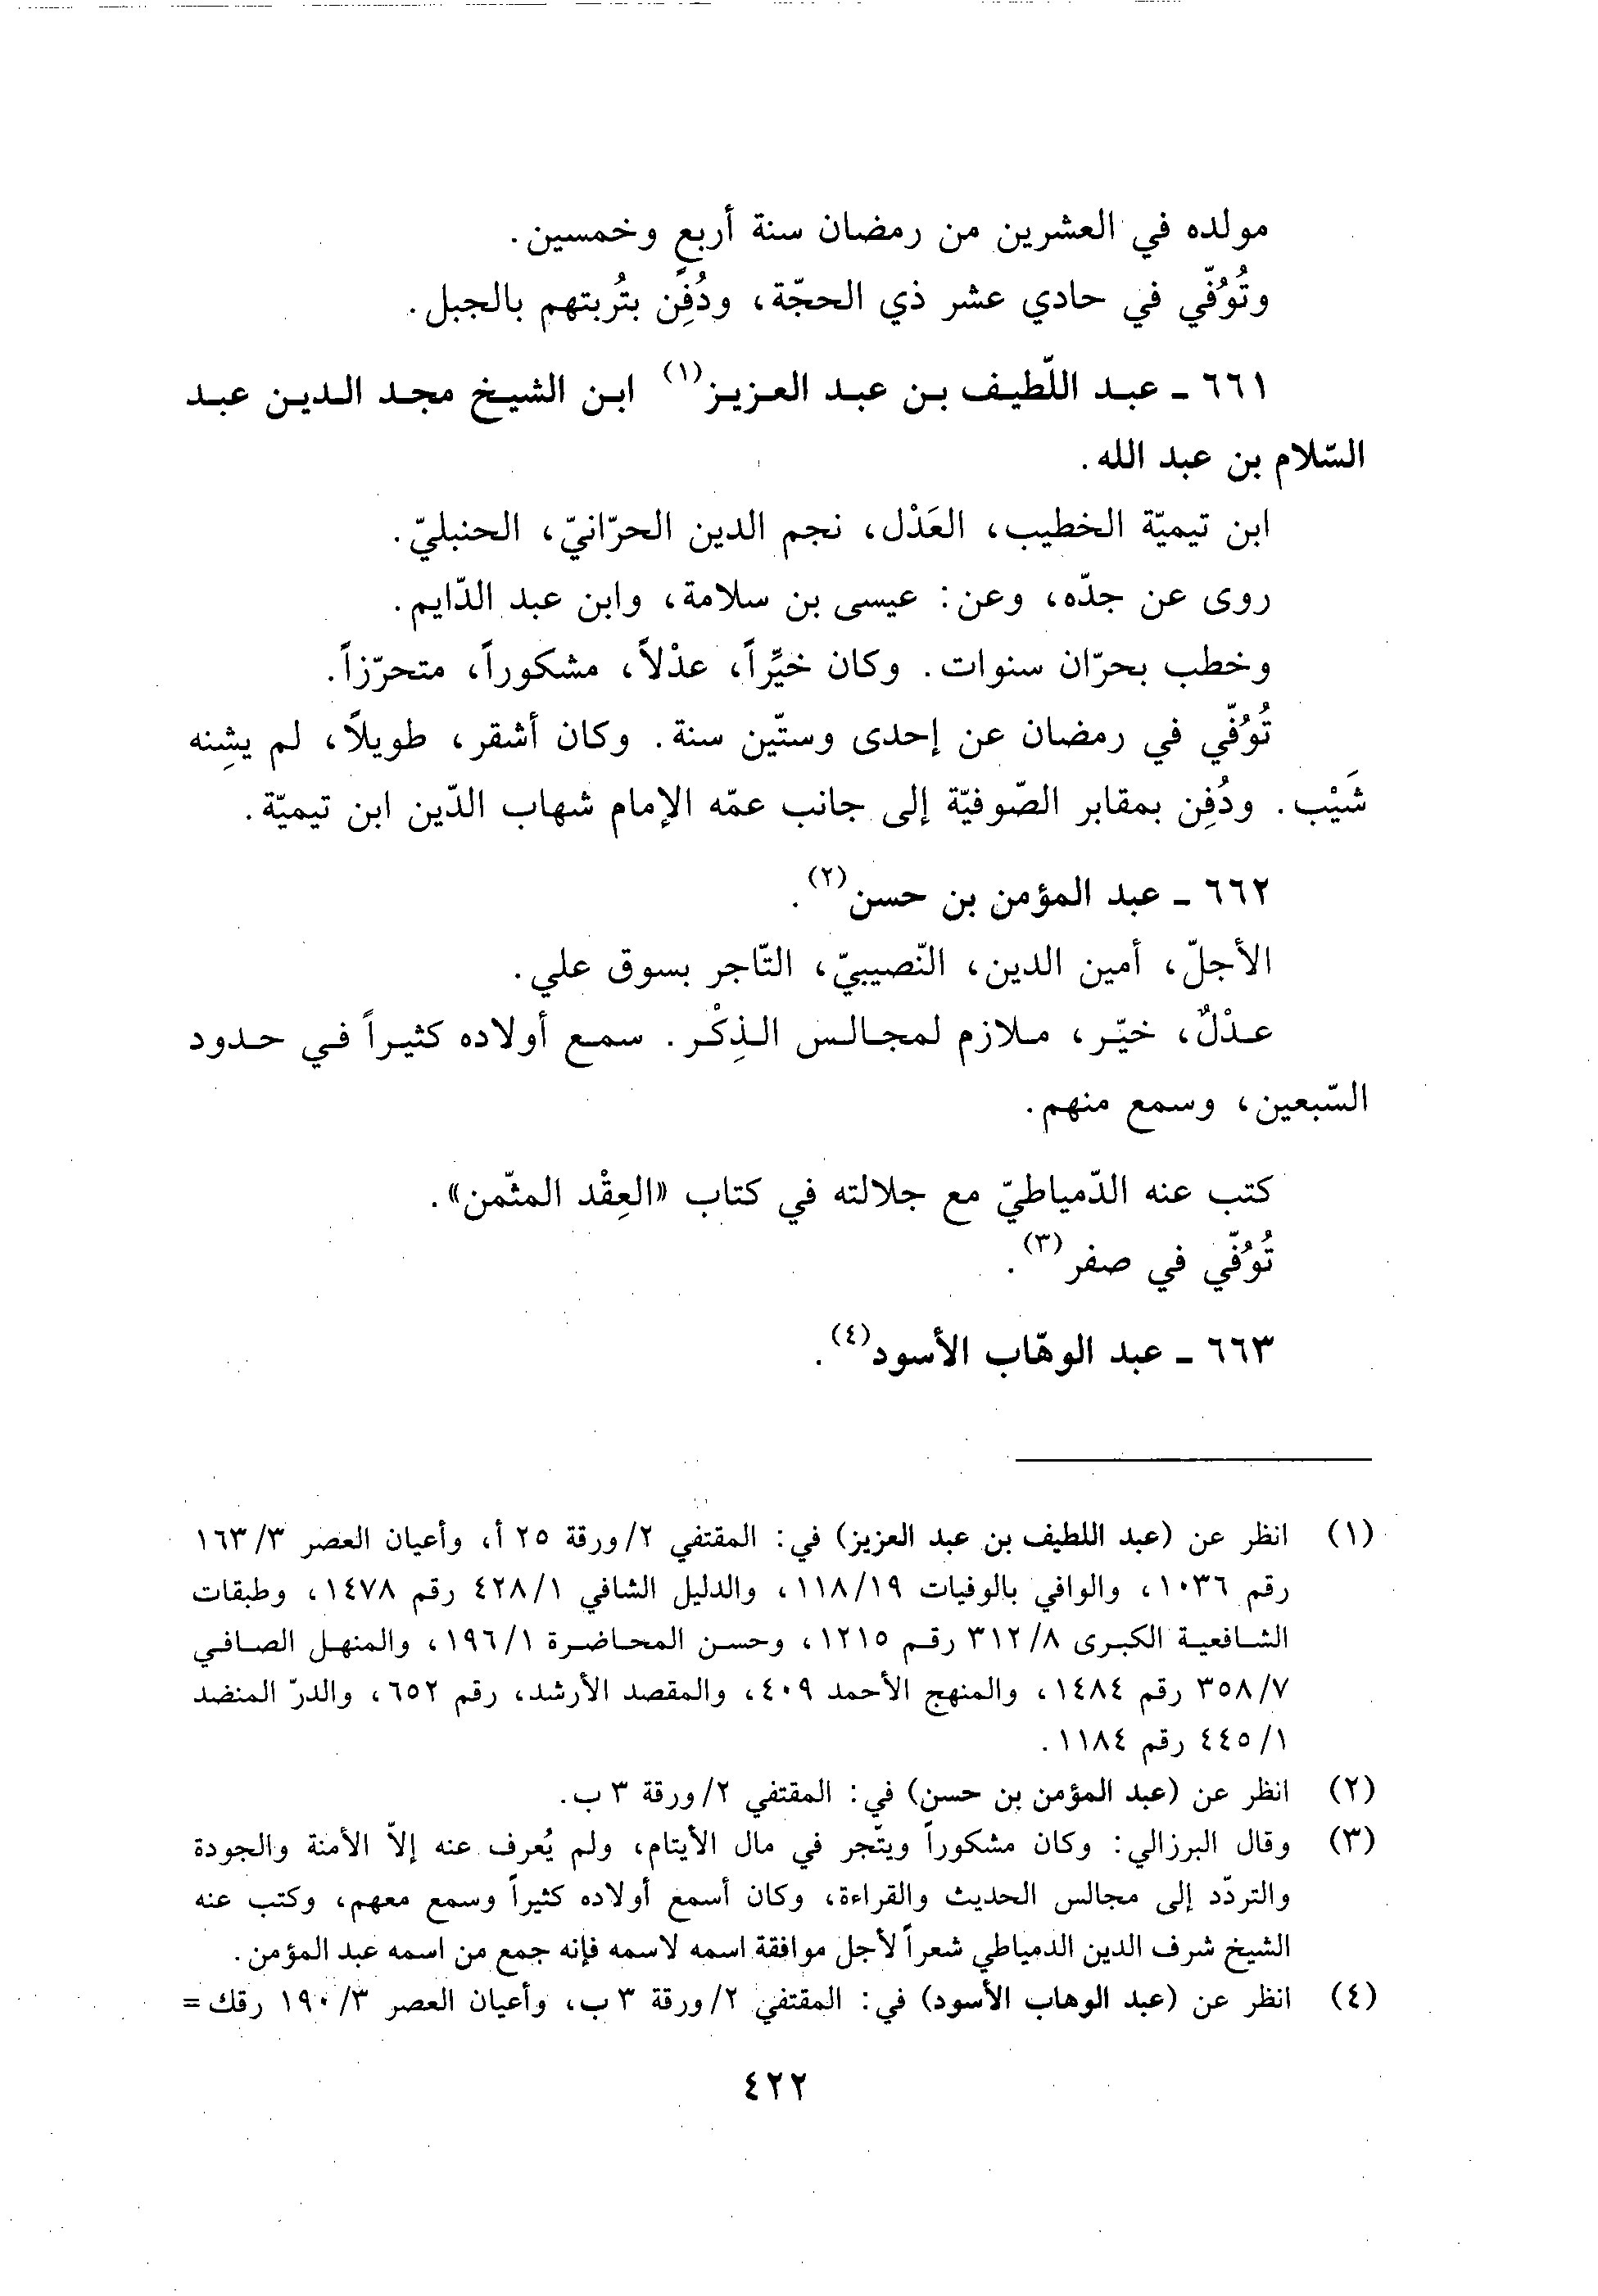 مولده في العشرين من رمضان سنة أربعٍ وخمسين.
وتُوُفّي في حادي عشر ذي الحجّة، ودُفِن بتُربتهم بالجبل.
٦٦١ ـ عبد اللّطيف بن عبد العزيز(١) ابن الشيخ مجد الدين عبد
السّلام بن عبد الله.
ابن تيميّة الخطيب، العَدْل، نجم الدين الحرّانيّ، الحنبليّ.
روى عن جدّه، وعن: عيسى بن سلامة، وابن عبد الدّايم.
وخطب بحرّان سنوات. وكان خيِّراً، عدْلاً، مشكوراً، متحرّزاً.
تُوُفّي في رمضان عن إحدى وستّين سنة. وكان أشقر، طويلاً، لم يشِنه
شَيْب. ودُفِن بمقابر الصّوفيّة إلى جانب عمّه الإمام شهاب الدّين ابن تيميّة.
٦٦٢ ـ عبد المؤمن بن حسن(٢).
الأجلّ، أمين الدين، النّصيبيّ، التّاجر بسوق علي.
عدْلٌ، خيّر، ملازم لمجالس الذِكْر. سمع أولاده كثيراً في حدود
السّبعين، وسمع منهم.
كتب عنه الدّمياطيّ مع جلالته في كتاب «العِقْد المثّمن».
تُوُفّي في صفر(٣).
٦٦٣ ـ عبد الوهّاب الأسود(٤).
(١) انظر عن (عبد اللطيف بن عبد العزيز) في: المقتفي ٢/ورقة ٢٥ أ، وأعيان العصر ٣/١٦٣
رقم ١٠٣٦، والوافي بالوفيات ١١٨/١٩، والدليل الشافي ٤٢٨/١ رقم ١٤٧٨، وطبقات
الشافعية الكبرى ٣١٢/٨ رقم ١٢١٥، وحسن المحاضرة ١٩٦/١، والمنهل الصافي
٣٥٨/٧ رقم ١٤٨٤، والمنهج الأحمد ٤٠٩، والمقصد الأرشد، رقم ٦٥٢، والدرّ المنضد
٤٤٥/١ رقم ١١٨٤.
(٢) انظر عن (عبد المؤمن بن حسن) في: المقتفي ٢/ورقة ٣ ب.
(٣) وقال البرزالي: وكان مشكوراً ويتّجر في مال الأيتام، ولم يُعرف عنه إلاّ الأمنة والجودة
والتردّد إلى مجالس الحديث والقراءة، وكان أسمع أولاده كثيراً وسمع معهم، وكتب عنه
الشيخ شرف الدين الدمياطي شعراً لأجل موافقة اسمه لاسمه فإنه جمع من اسمه عبد المؤمن.
(٤) انظر عن (عبد الوهاب الأسود) في: المقتفي ٢/ورقة ٣ ب، وأعيان العصر ١٩٠/٣ رقك =
٤٢٢